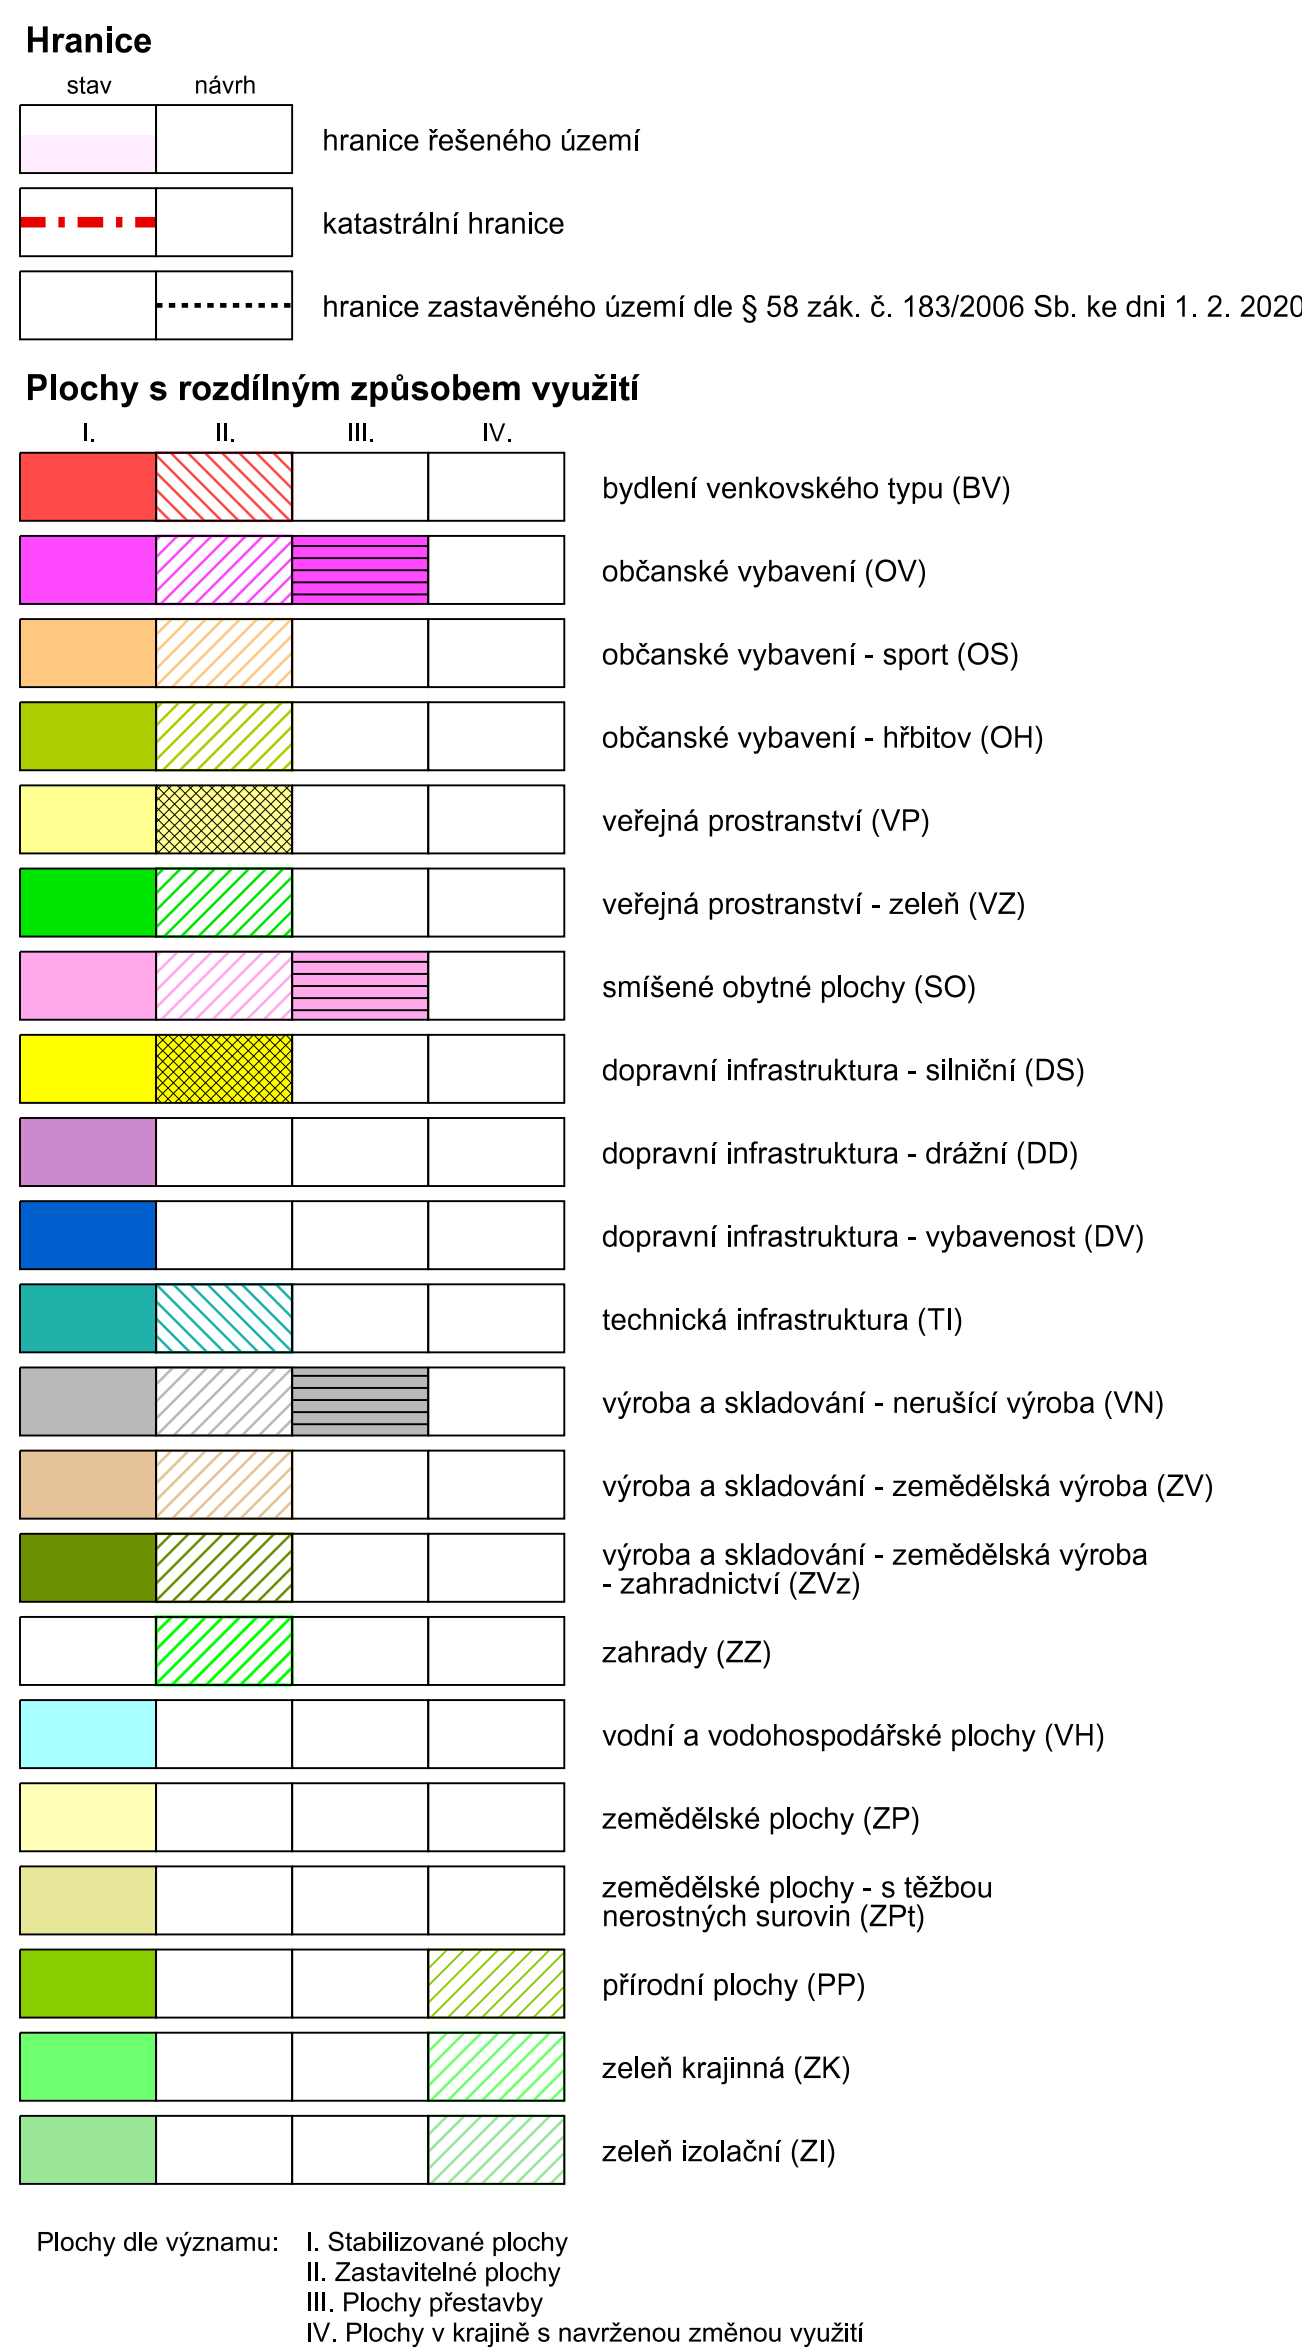 Hranice
stav návrh
hranice řešeného území
katastrální hranice
hranice zastavěného území dle § 58 zák. č. 183/2006 Sb. ke dni 1. 2. 2020
Plochy s rozdílným způsobem využití
I. II. III. IV.
bydlení venkovského typu (BV)
občanské vybavení (OV)
občanské vybavení - sport (OS)
občanské vybavení - hřbitov (OH)
veřejná prostranství (VP)
veřejná prostranství - zeleň (VZ)
smíšené obytné plochy (SO)
dopravní infrastruktura - silniční (DS)
dopravní infrastruktura - drážní (DD)
dopravní infrastruktura - vybavenost (DV)
technická infrastruktura (TI)
výroba a skladování - nerušící výroba (VN)
výroba a skladování - zemědělská výroba (ZV)
výroba a skladování - zemědělská výroba
- zahradnictví (ZVz)
zahrady (ZZ)
vodní a vodohospodářské plochy (VH)
zemědělské plochy (ZP)
zemědělské plochy - s těžbou
nerostných surovin (ZPt)
přírodní plochy (PP)
zeleň krajinná (ZK)
zeleň izolační (ZI)
Plochy dle významu: I. Stabilizované plochy
II. Zastavitelné plochy
III. Plochy přestavby
IV. Plochy v krajině s navrženou změnou využití